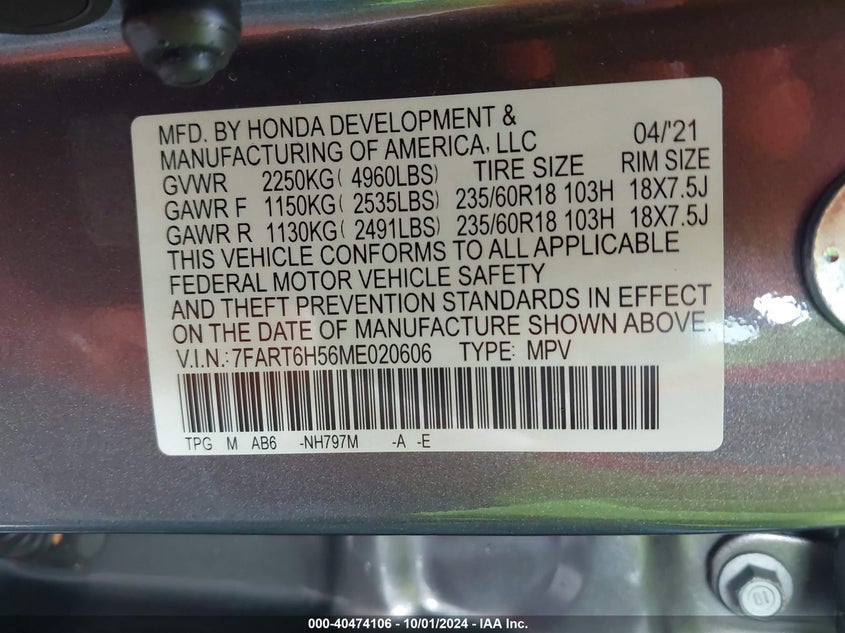 MFD. BY HONDA DEVELOPMENT & 04/'21
MANUFACTURING OF AMERICA, LLC
TIRE SIZE RIM SIZE
GVWR 2250KG( 4960LBS)
GAWR F 1150KG( 2535LBS) 235/60R18 103H 18X7.5J
GAWR R 1130KG( 2491LBS) 235/60R18 103H 18X7.5J
THIS VEHICLE CONFORMS TO ALL APPLICABLE
FEDERAL MOTOR VEHICLE SAFETY
AND THEFT PREVENTION STANDARDS IN EFFECT
ON THE DATE OF MANUFACTURE SHOWN ABOVE.
V.I.N.:7FART6H56ME020606 TYPE: MPV
TPG M AB6 -NH797M -A -E
000-40474106 - 10/01/2024 - IAA Inc.